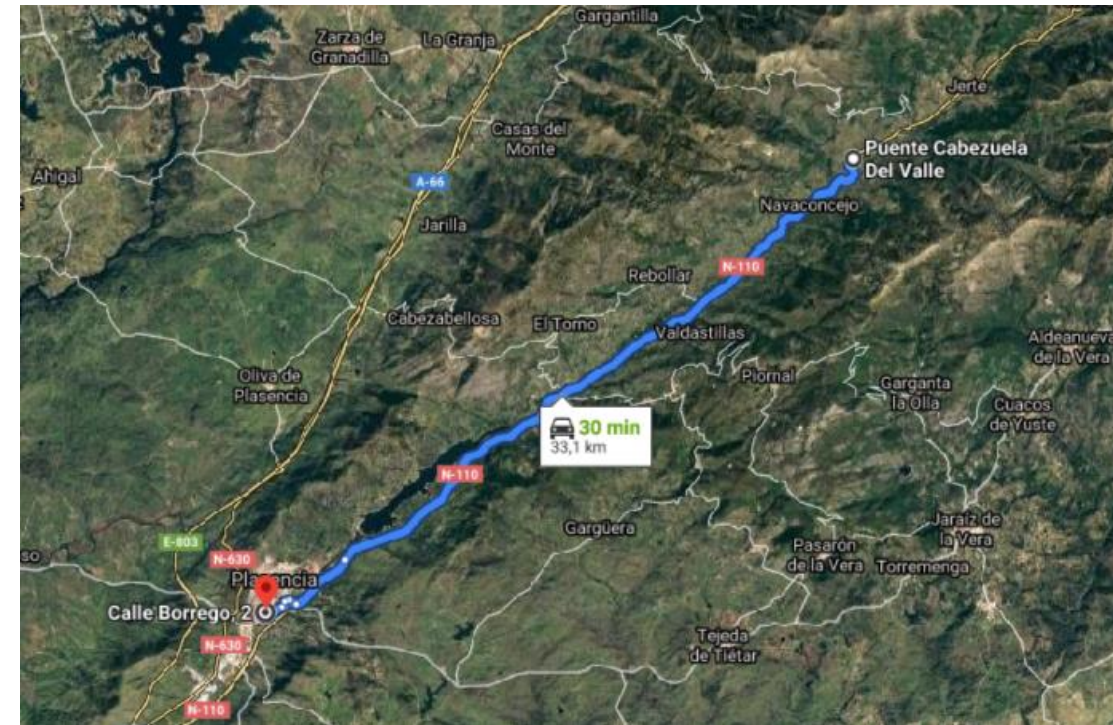 Gargantilla
Zarza de
Granadilla
La Granja
Jerte
Casas del
Monte
Puente Cabezuela
Del Valle
Ahigal
A-66
Navaconcejo
Jarilla
N-110
Rebollar
Cabezabellosa
El Torno
Valdastillas
Aldeanueva
de la Vera
Oliva de
Plasencia
Piornal
Garganta
la Olla
Cuacos
de Yuste
30 min
33,1 km
N-110
Gargüera
Jaraíz de
la Vera
E-803
so
N-630
Pasarón
de la Vera
Torremenga
Plasencia
Calle Borrego, 2
N-630
Tejeda
de Tiétar
N-110